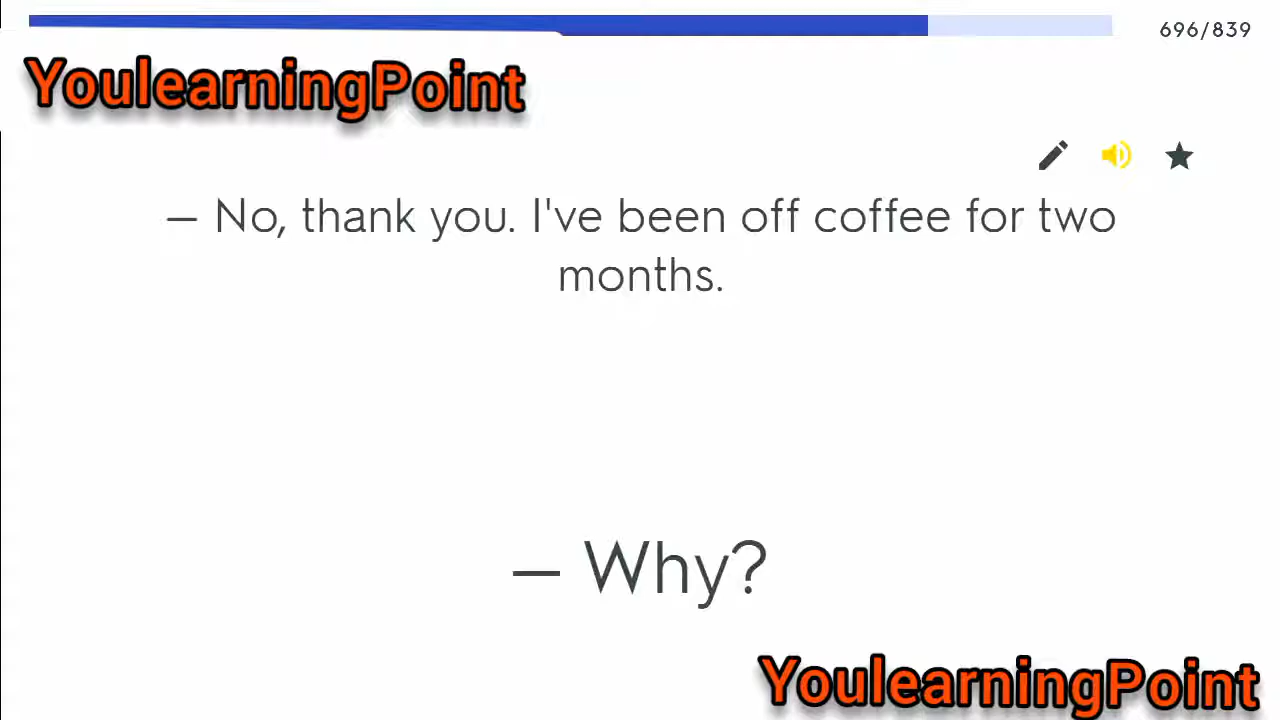 696/839
YoulearningPoint
– No, thank you. I've been off coffee for two
months.
– Why?
YoulearningPoint